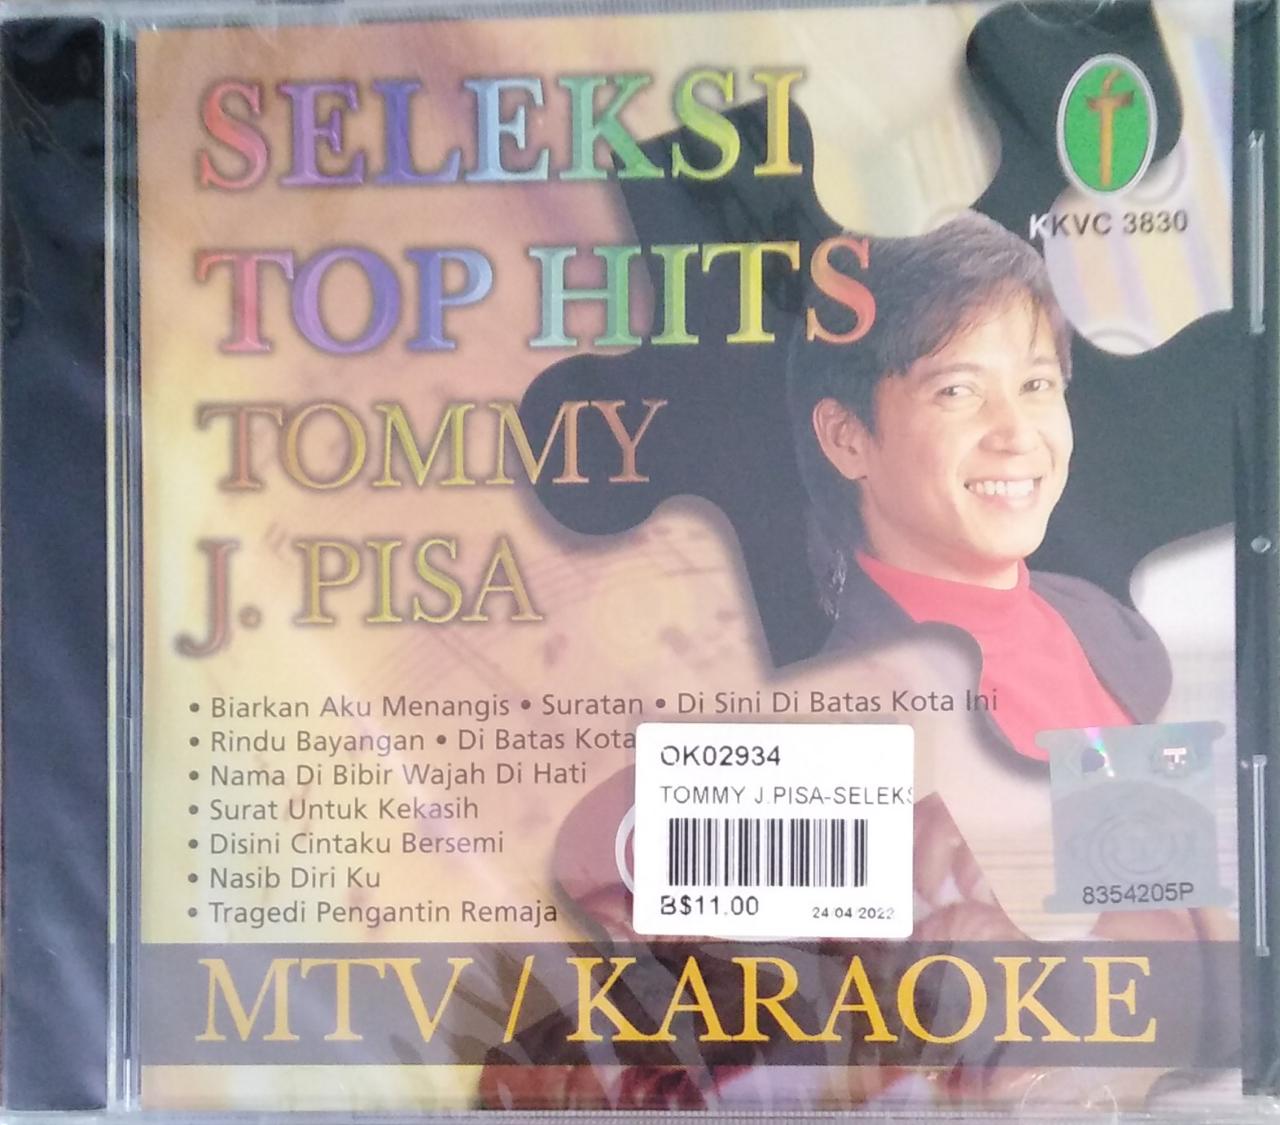 SELEKSI
TOP HITS
TOMMY
J. PISA
f
KKVC 3830
• Biarkan Aku Menangis • Suratan • Di Sini Di Batas Kota Ini
• Rindu Bayangan • Di Batas Kota
• Nama Di Bibir Wajah Di Hati
• Surat Untuk Kekasih
• Disini Cintaku Bersemi
• Nasib Diri Ku
• Tragedi Pengantin Remaja
OK02934
TOMMY J.PISA-SELEKS
B$11.00 24/04/2022
8354205P
MTV / KARAOKE